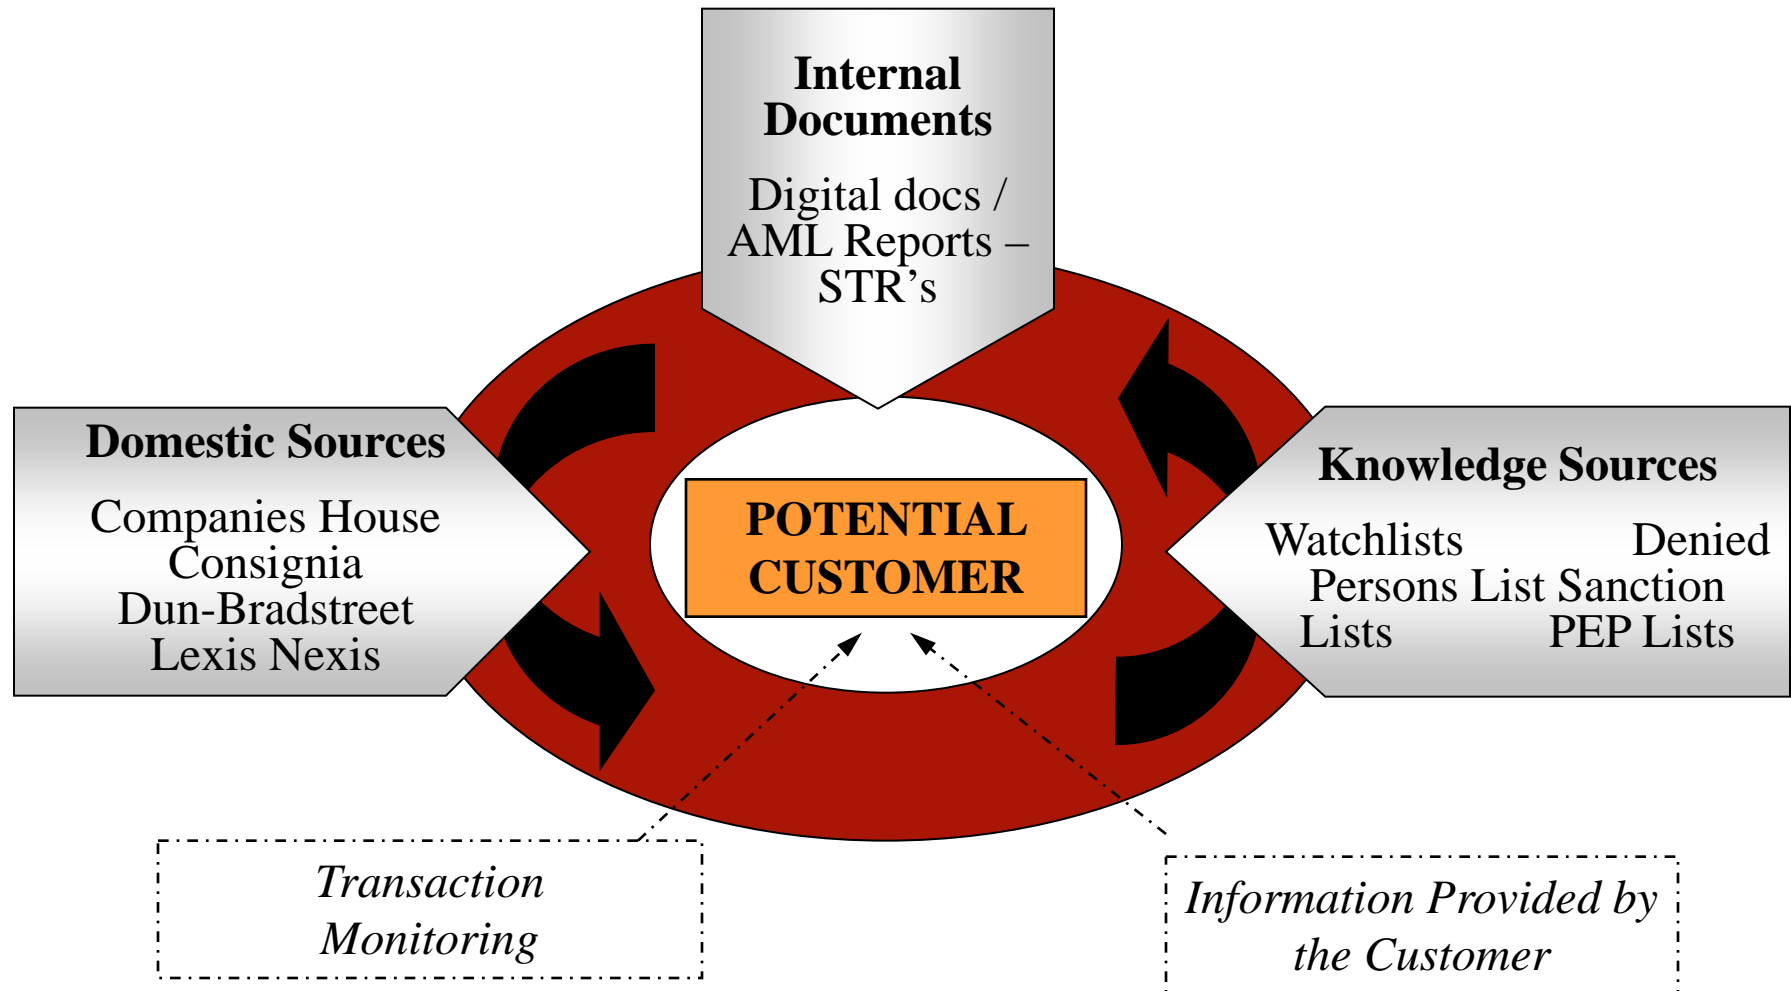 Internal
Documents
Digital docs /
AML Reports –
STR’s
Domestic Sources
Companies House
Consignia
Dun-Bradstreet
Lexis Nexis
POTENTIAL
CUSTOMER
Knowledge Sources
Watchlists Denied
Persons List Sanction
Lists PEP Lists
Transaction
Monitoring
Information Provided by
the Customer